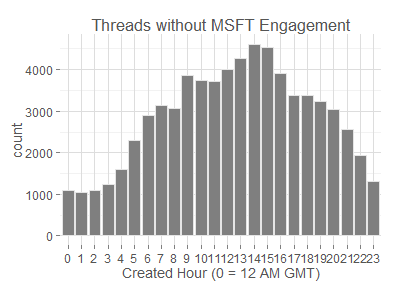 Threads without MSFT Engagement
4000
3000
2000
1000
0
count
0 1 2 3 4 5 6 7 8 9 10 11 12 13 14 15 16 17 18 19 20 21 22 23
Created Hour (0 = 12 AM GMT)